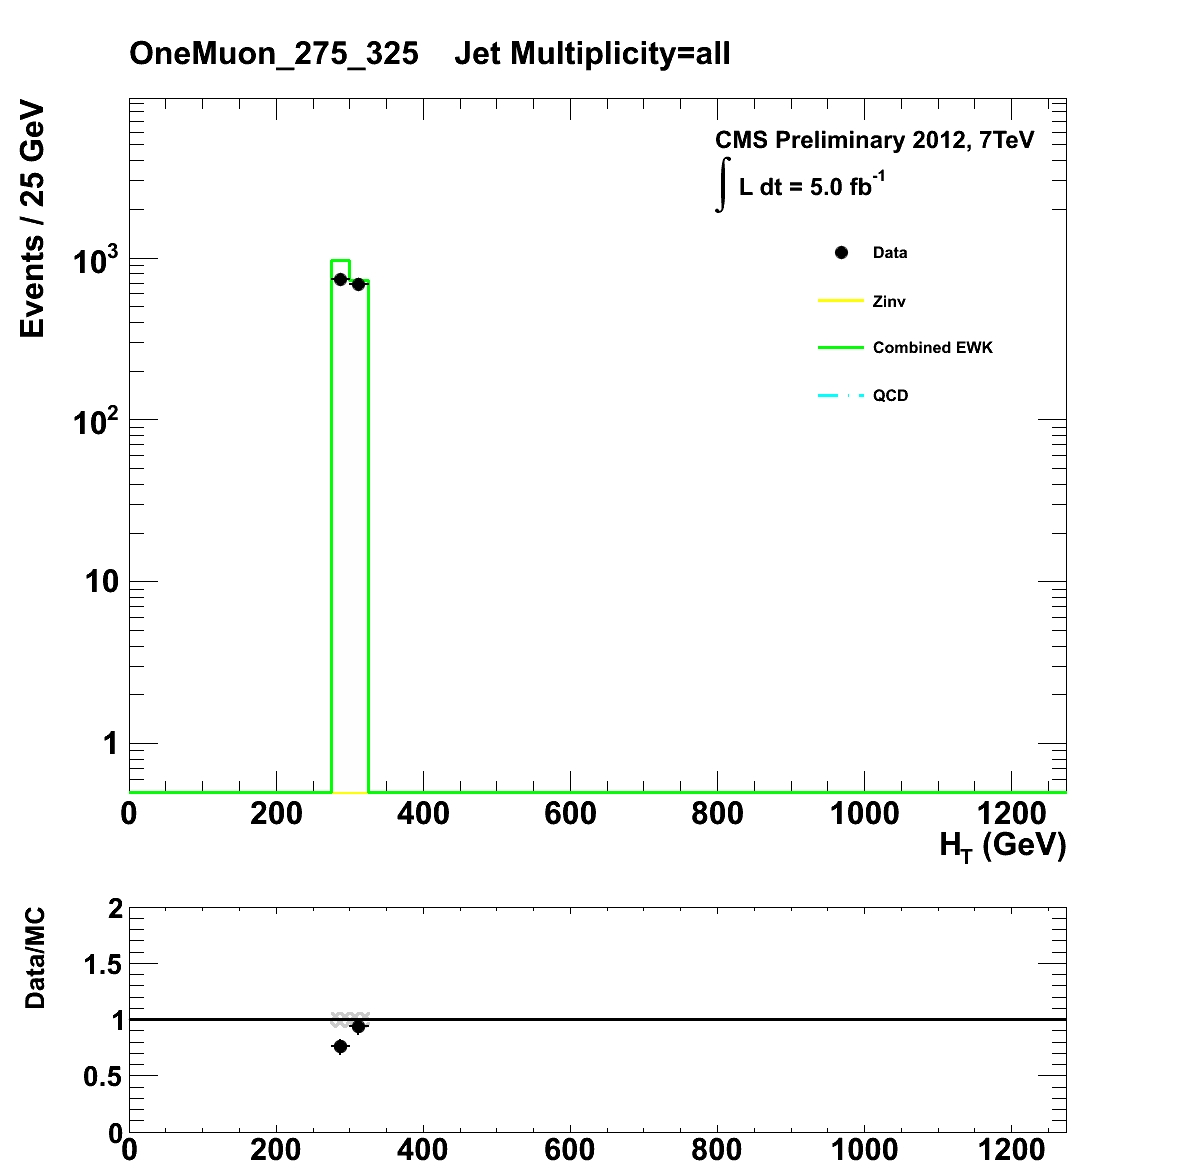 OneMuon_275_325 Jet Multiplicity=all
Events / 25 GeV
CMS Preliminary 2012, 7TeV
∫ L dt = 5.0 fb⁻¹
Data
Zinv
Combined EWK
QCD
10³
10²
10
1
0 200 400 600 800 1000 1200
H_T (GeV)
Data/MC
2
1.5
1
0.5
0
0 200 400 600 800 1000 1200